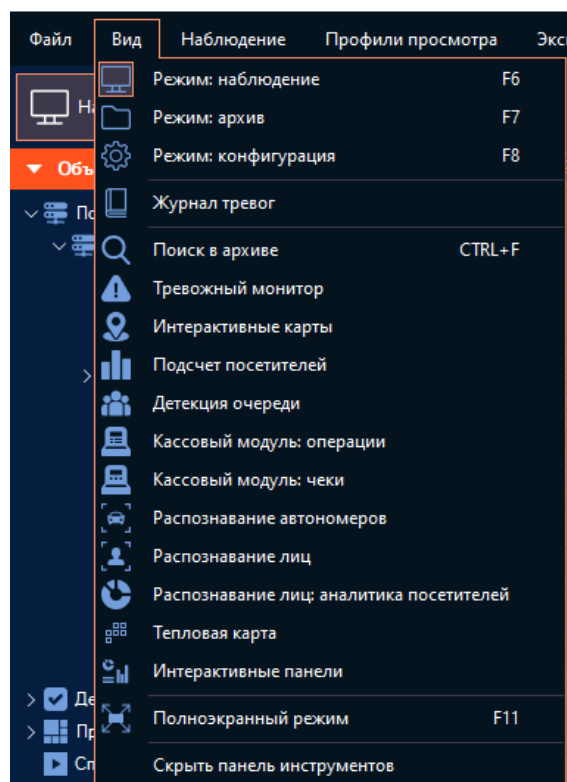 Файл Вид Наблюдение Профили просмотра
Режим: наблюдение F6
Режим: архив F7
Режим: конфигурация F8
Журнал тревог
Поиск в архиве CTRL+F
Тревожный монитор
Интерактивные карты
Подсчет посетителей
Детекция очереди
Кассовый модуль: операции
Кассовый модуль: чеки
Распознавание автономеров
Распознавание лиц
Распознавание лиц: аналитика посетителей
Тепловая карта
Интерактивные панели
Полноэкранный режим F11
Скрыть панель инструментов